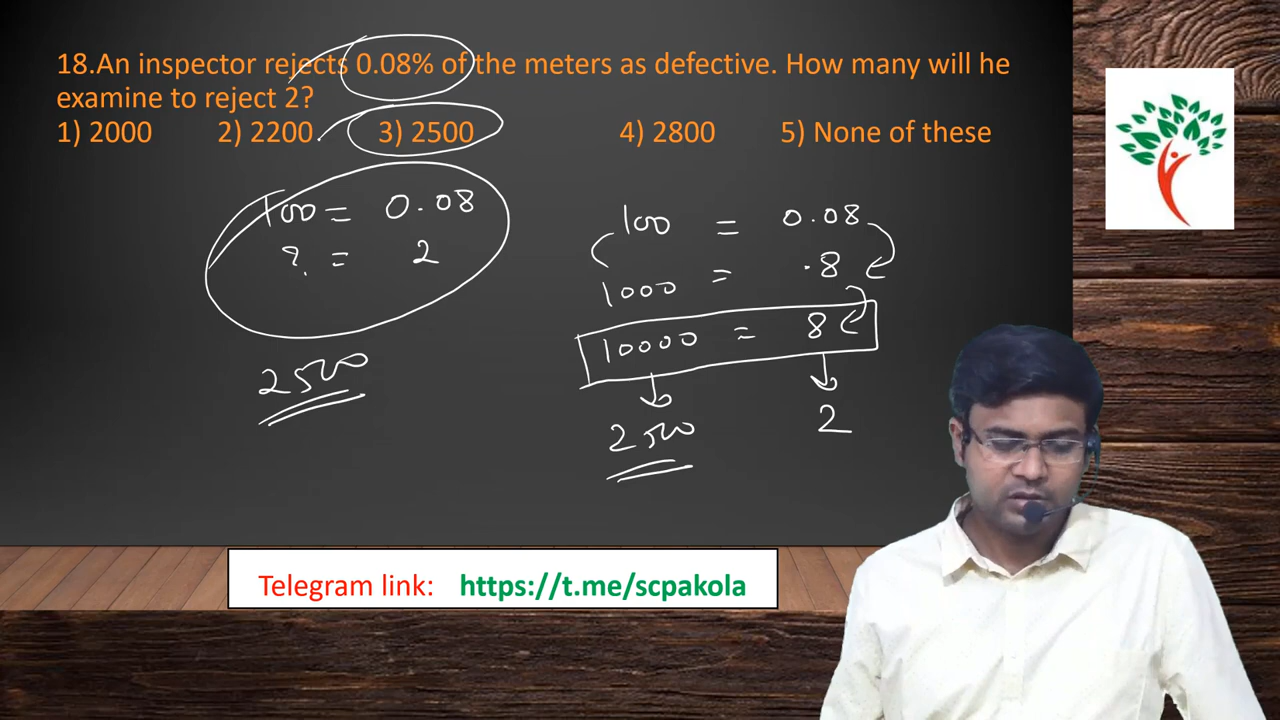 18.An inspector rejects 0.08% of the meters as defective. How many will he
examine to reject 2?
1) 2000 2) 2200 3) 2500 4) 2800 5) None of these
100 = 0.08
? = 2
2500
100 = 0.08
1000 = .8
10000 = 8
2500 2
Telegram link: https://t.me/scpakola